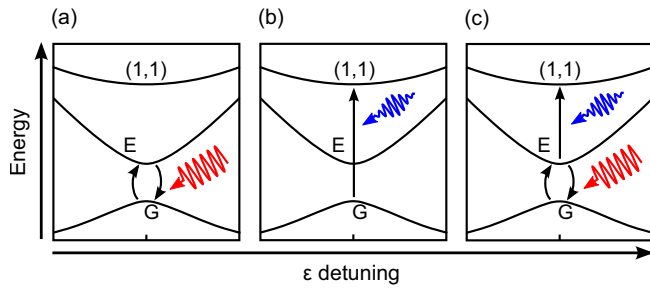 (a)
(b)
(c)
Energy
(1,1)
E
G
(1,1)
E
G
(1,1)
E
G
ε detuning